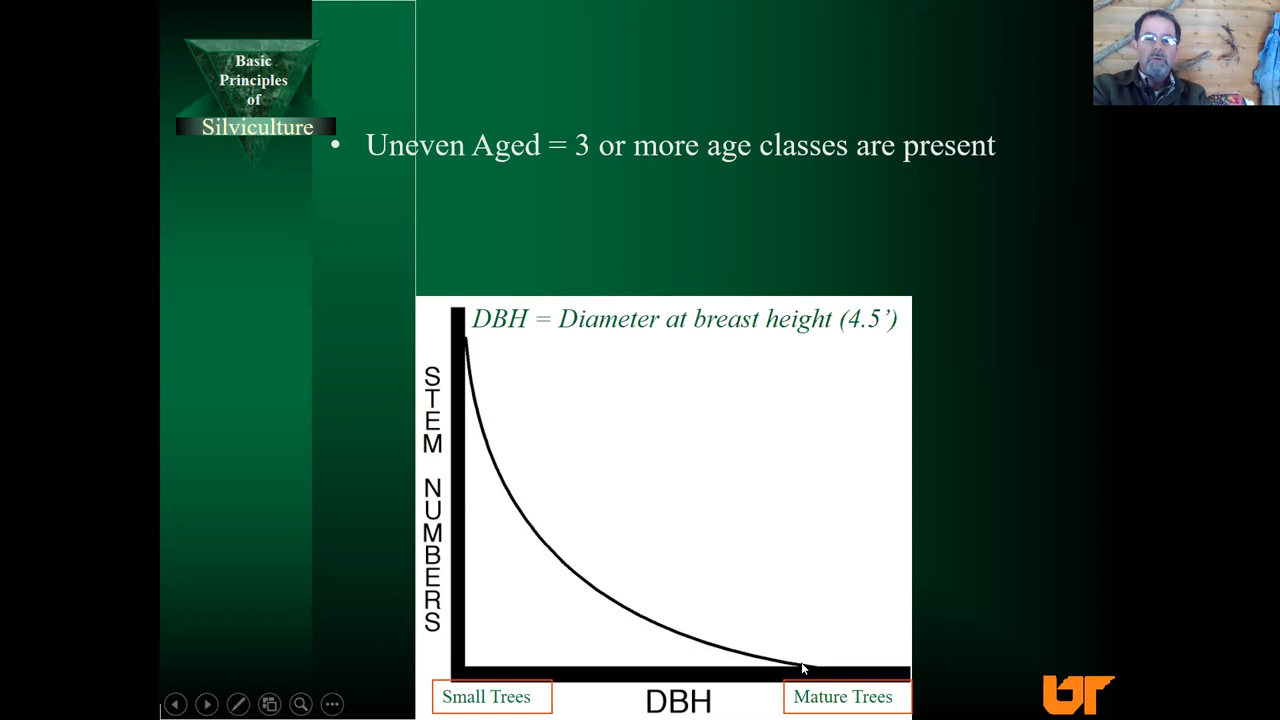 Basic
Principles
of
Silviculture
• Uneven Aged = 3 or more age classes are present
DBH = Diameter at breast height (4.5’)
STEM NUMBERS
Small Trees
DBH
Mature Trees
UT